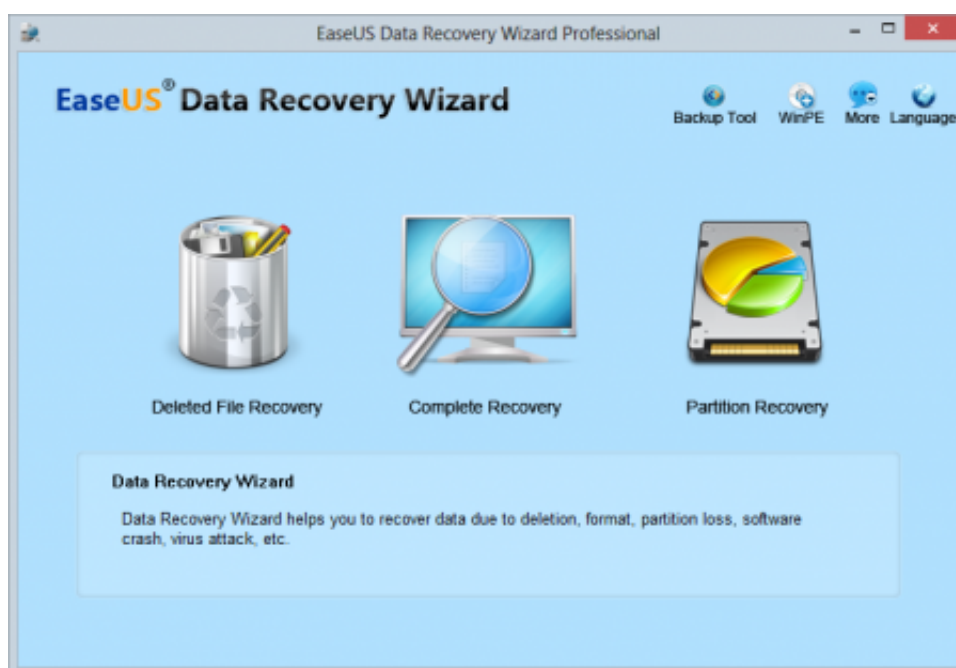 EaseUS Data Recovery Wizard Professional
EaseUS® Data Recovery Wizard
Backup Tool WinPE More Language
Deleted File Recovery Complete Recovery Partition Recovery
Data Recovery Wizard
Data Recovery Wizard helps you to recover data due to deletion, format, partition loss, software
crash, virus attack, etc.